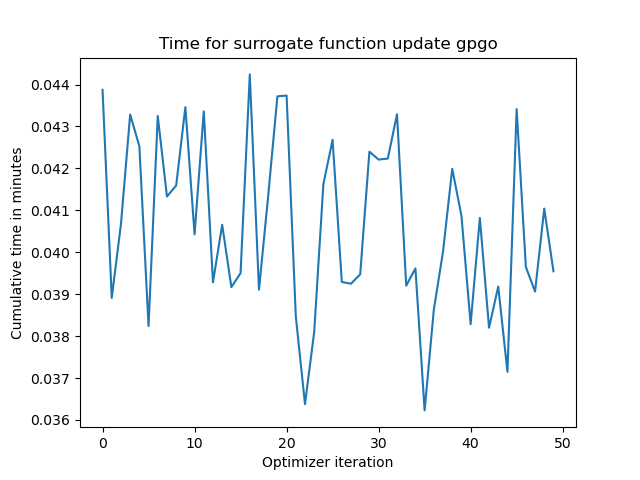 Time for surrogate function update gpgo
0.044
0.043
0.042
0.041
0.040
0.039
0.038
0.037
0.036
Cumulative time in minutes
0 10 20 30 40 50
Optimizer iteration